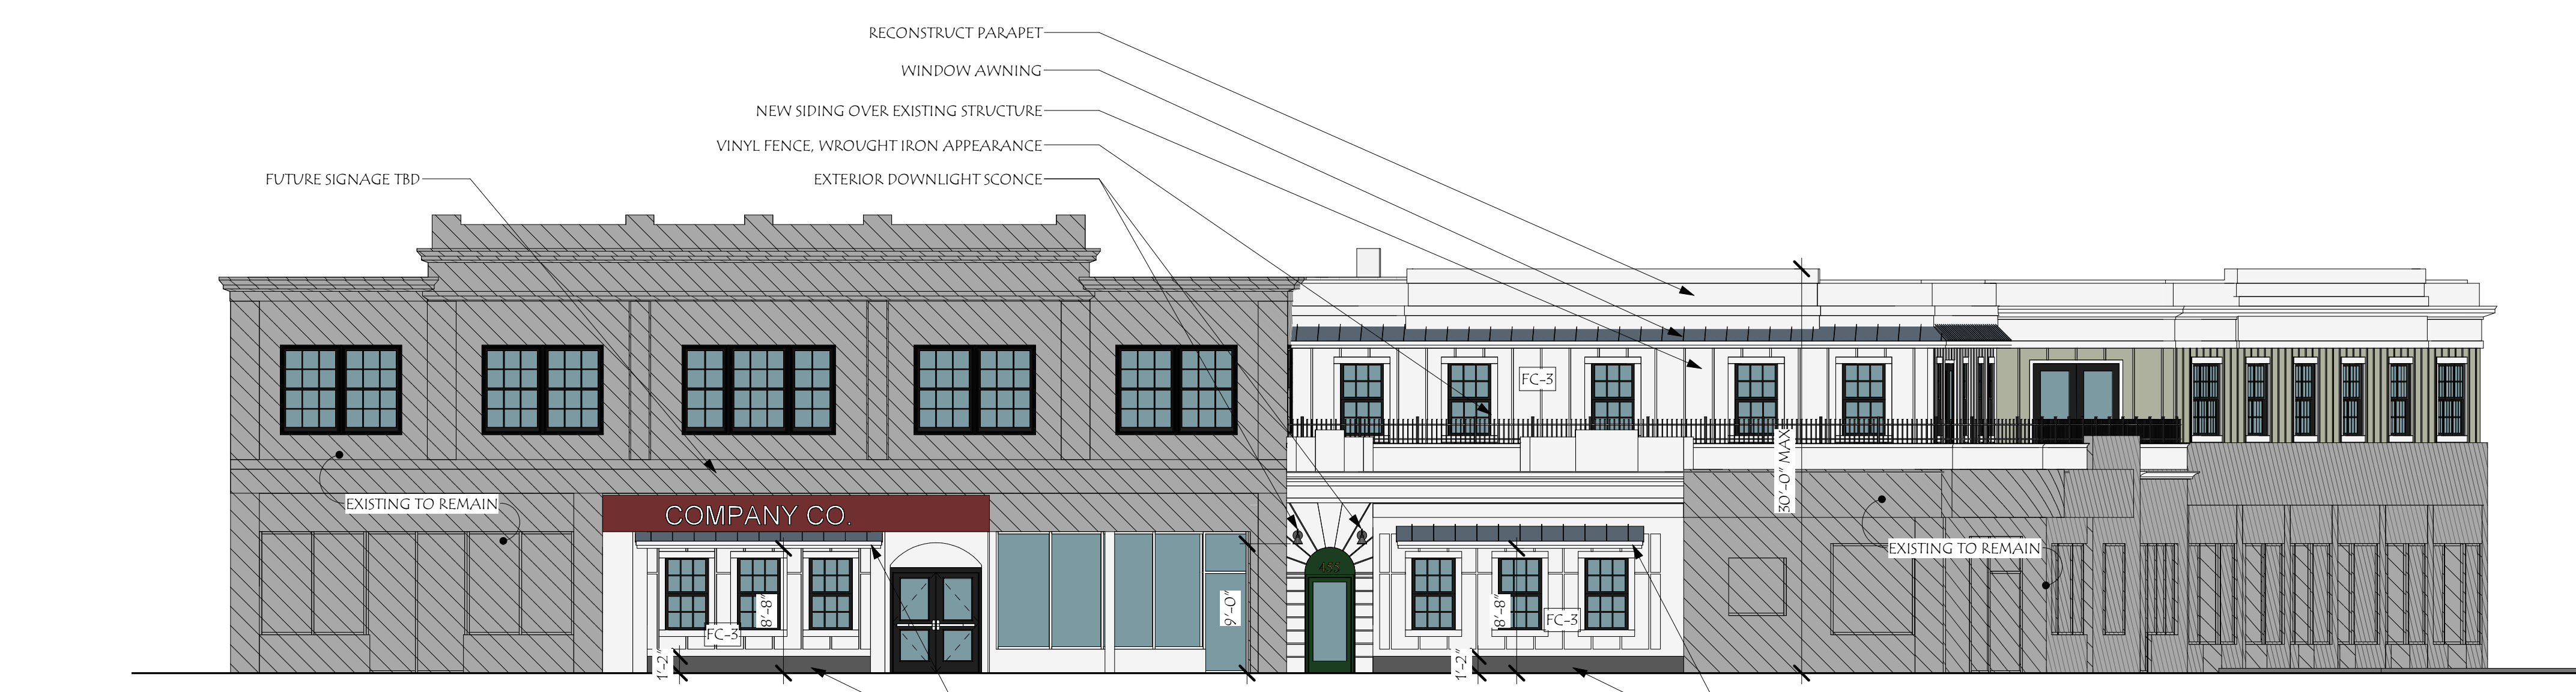 RECONSTRUCT PARAPET
WINDOW AWNING
NEW SIDING OVER EXISTING STRUCTURE
VINYL FENCE, WROUGHT IRON APPEARANCE
FUTURE SIGNAGE TBD
EXTERIOR DOWNLIGHT SCONCE
FC-3
30'-0" MAX
EXISTING TO REMAIN
COMPANY CO.
EXISTING TO REMAIN
8'-8"
9'-0"
8'-8"
FC-3
FC-3
1'-2"
1'-2"